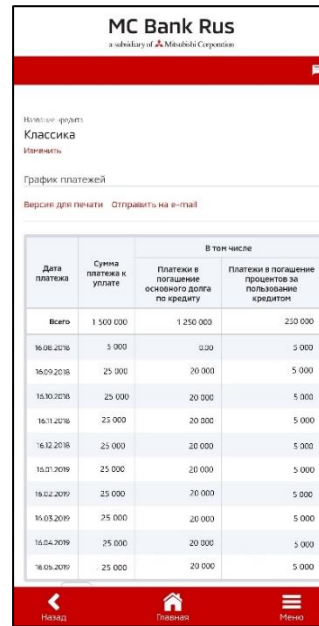 MC Bank Rus
a subsidiary of Mitsubishi Corporation
Название кредита
Классика
Изменить
График платежей
Версия для печати Отправить на e-mail
В том числе
Дата платежа Сумма платежа к уплате Платежи в погашение основного долга по кредиту Платежи в погашение процентов за пользование кредитом
Всего 1 500 000 1 250 000 250 000
16.08.2018 5 000 0.00 5 000
16.09.2018 25 000 20 000 5 000
16.10.2018 25 000 20 000 5 000
16.11.2018 25 000 20 000 5 000
16.12.2018 25 000 20 000 5 000
16.01.2019 25 000 20 000 5 000
16.02.2019 25 000 20 000 5 000
16.03.2019 25 000 20 000 5 000
16.04.2019 25 000 20 000 5 000
16.05.2019 25 000 20 000 5 000
Назад Главная Меню